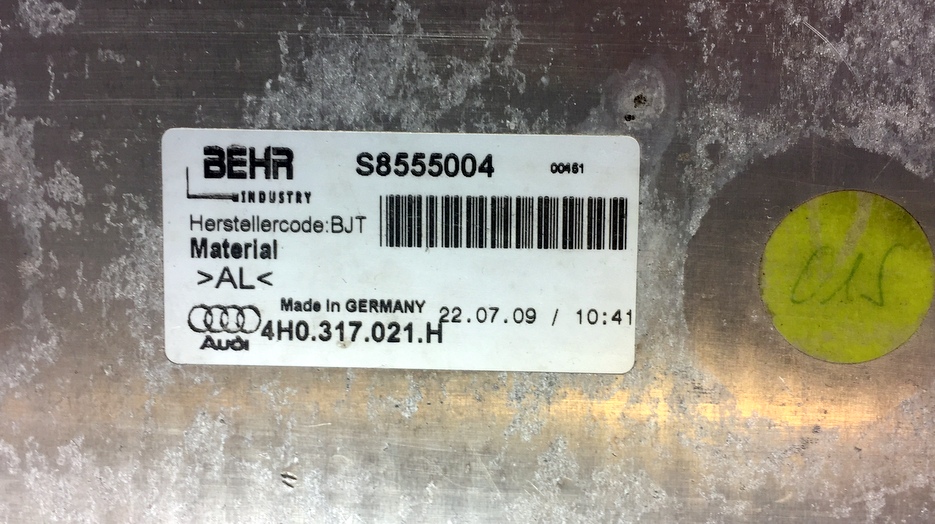 BEHR S8555004 00461
INDUSTRY
Herstellercode:BJT
Material
>AL<
Made in GERMANY
22.07.09 / 10:41
Audi 4H0.317.021.H